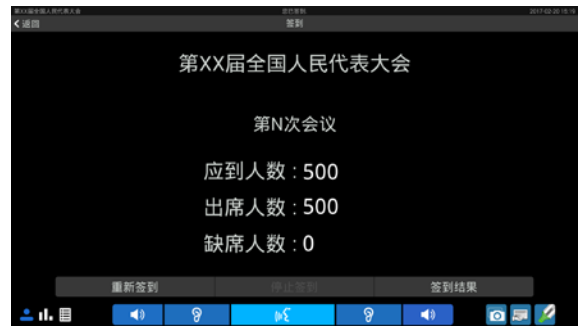 第XX届全国人民代表大会
签到
2017-02-20 15:15
返回
签到
第XX届全国人民代表大会
第N次会议
应到人数：500
出席人数：500
缺席人数：0
重新签到
停止签到
签到结果